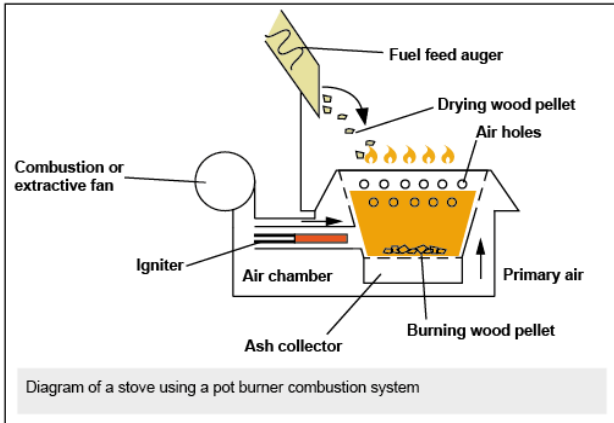 Fuel feed auger
Drying wood pellet
Air holes
Combustion or
extractive fan
Igniter
Air chamber
Primary air
Burning wood pellet
Ash collector
Diagram of a stove using a pot burner combustion system